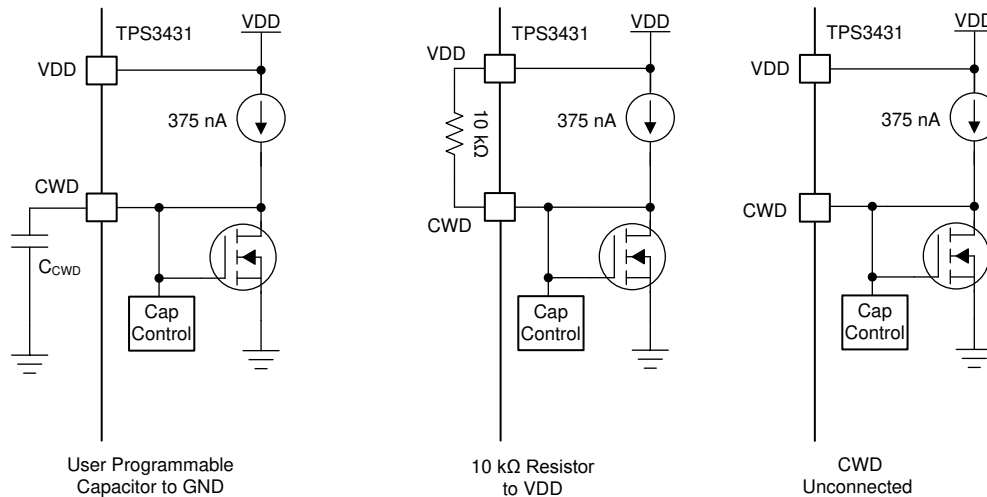 TPS3431
VDD
VDD
375 nA
CWD
CCWD
Cap
Control
User Programmable
Capacitor to GND
TPS3431
VDD
VDD
10 kΩ
375 nA
CWD
Cap
Control
10 kΩ Resistor
to VDD
TPS3431
VDD
VDD
375 nA
CWD
Cap
Control
CWD
Unconnected